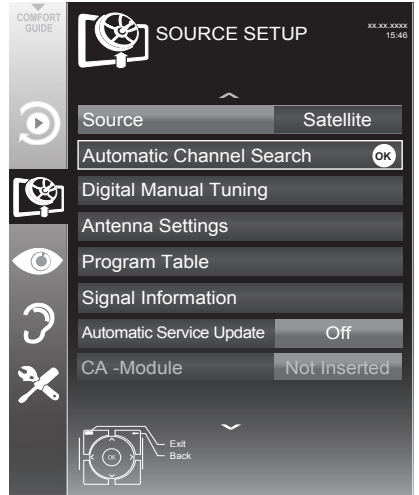 COMFORT
GUIDE
SOURCE SETUP
xx.xx.xxxx
15:46
Source Satellite
Automatic Channel Search OK
Digital Manual Tuning
Antenna Settings
Program Table
Signal Information
Automatic Service Update Off
CA -Module Not Inserted
Exit
Back
OK